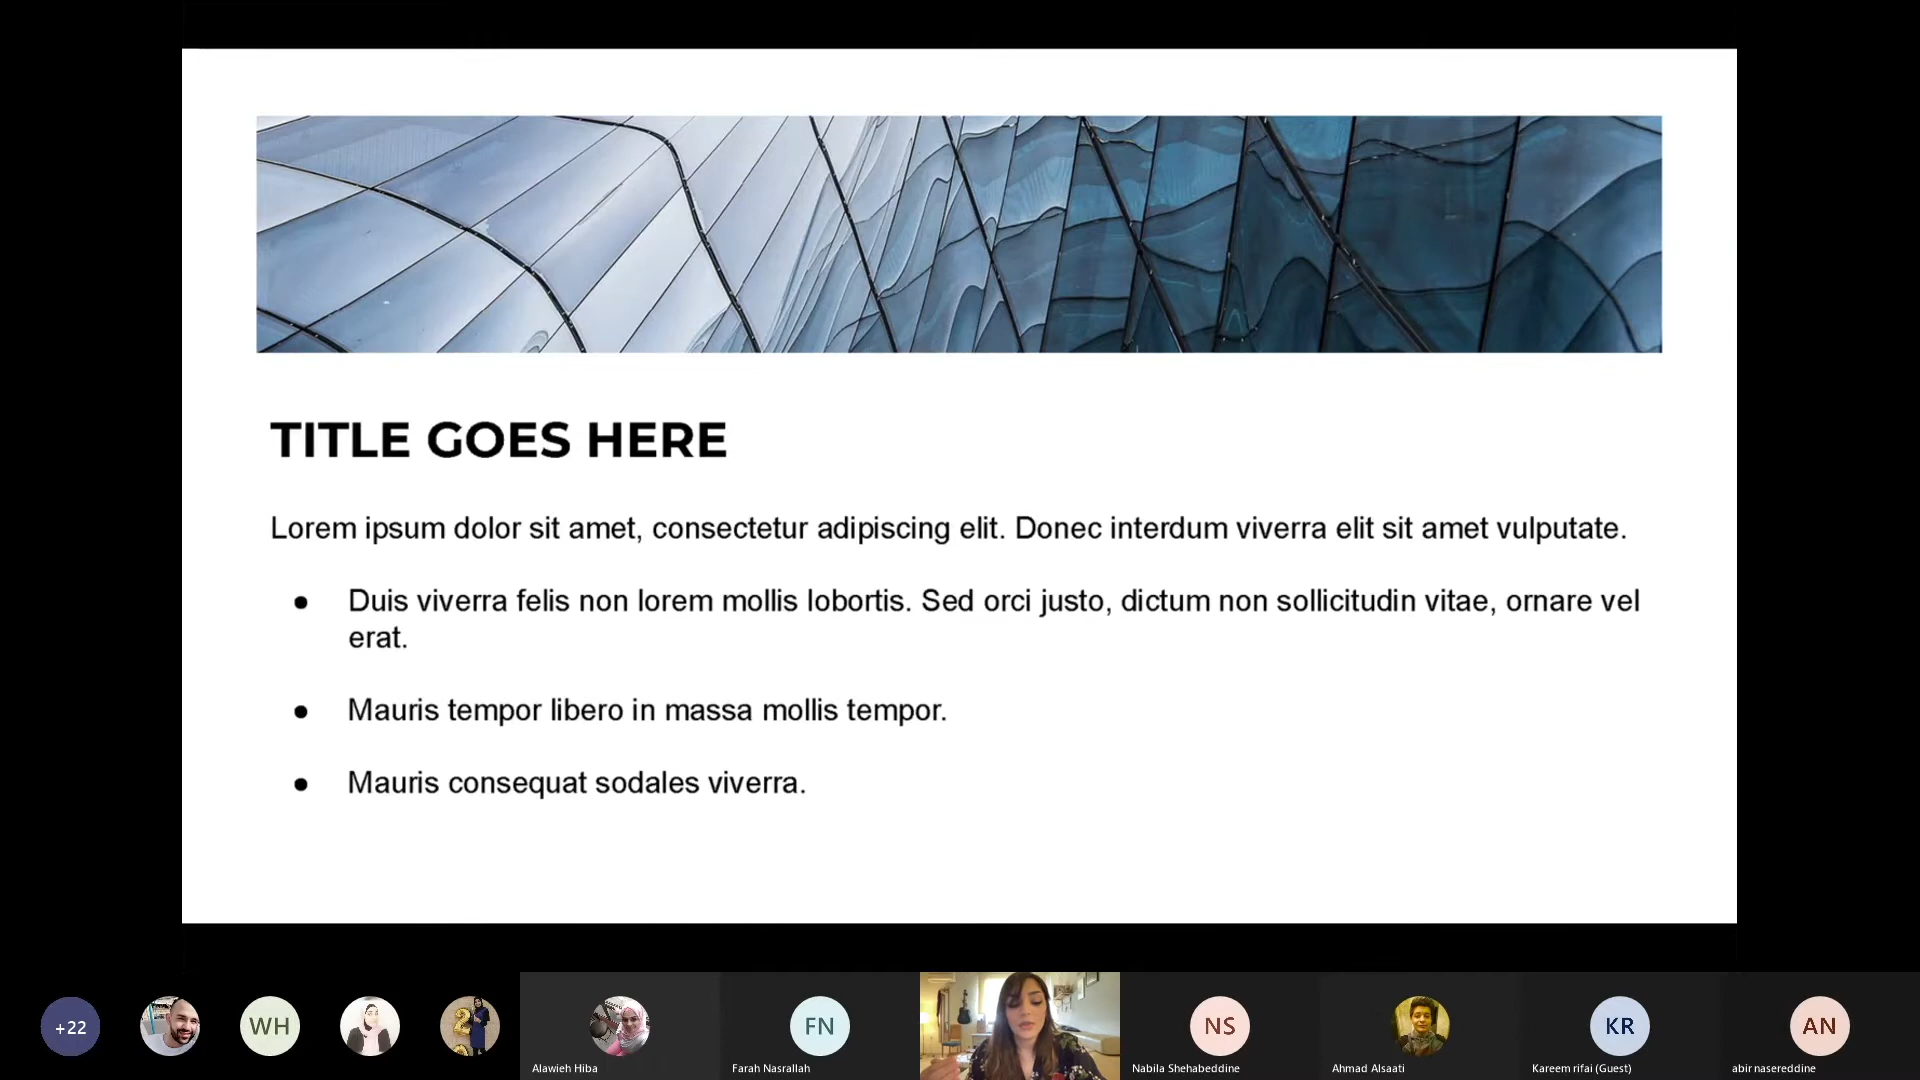 TITLE GOES HERE
Lorem ipsum dolor sit amet, consectetur adipiscing elit. Donec interdum viverra elit sit amet vulputate.
● Duis viverra felis non lorem mollis lobortis. Sed orci justo, dictum non sollicitudin vitae, ornare vel
erat.
● Mauris tempor libero in massa mollis tempor.
● Mauris consequat sodales viverra.
+22
WH
2
Alawieh Hiba
FN
Farah Nasrallah
NS
Nabila Shehabeddine
Ahmad Alsaati
KR
Kareem rifai (Guest)
AN
abir nasereddine